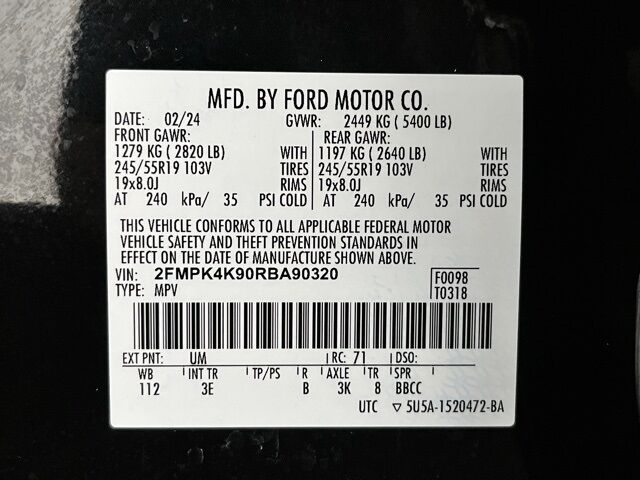 MFD. BY FORD MOTOR CO.
DATE: 02/24 GVWR: 2449 KG ( 5400 LB)
FRONT GAWR: REAR GAWR:
1279 KG ( 2820 LB) WITH 1197 KG ( 2640 LB) WITH
245/55R19 103V TIRES 245/55R19 103V TIRES
19x8.0J RIMS 19x8.0J RIMS
AT 240 kPa/ 35 PSI COLD AT 240 kPa/ 35 PSI COLD
THIS VEHICLE CONFORMS TO ALL APPLICABLE FEDERAL MOTOR
VEHICLE SAFETY AND THEFT PREVENTION STANDARDS IN
EFFECT ON THE DATE OF MANUFACTURE SHOWN ABOVE.
VIN: 2FMPK4K90RBA90320 F0098
TYPE: MPV T0318
EXT PNT: UM RC: 71 DSO:
WB INT TR TP/PS R AXLE TR SPR
112 3E B 3K 8 BBCC
UTC ▽ 5U5A-1520472-BA